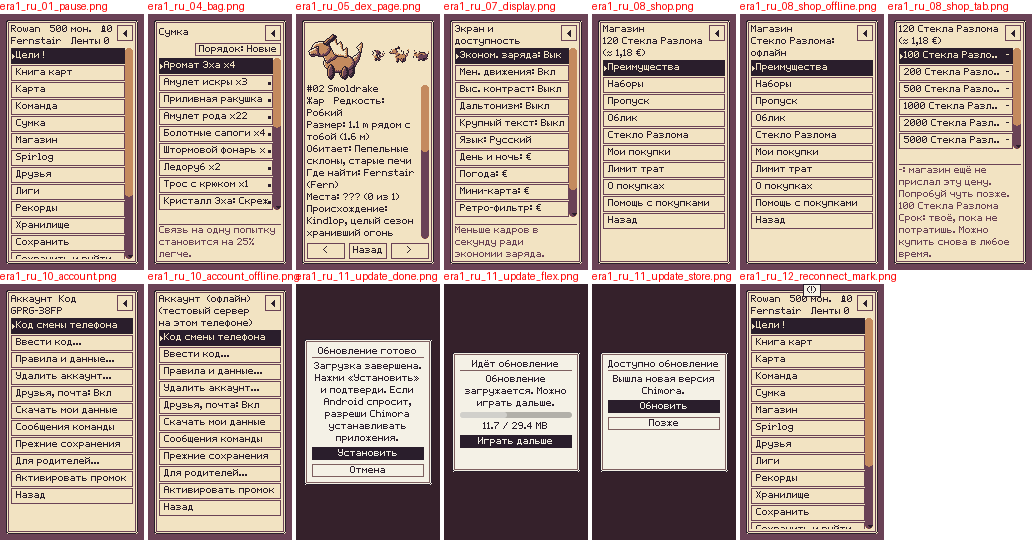 era1_ru_01_pause.png
Rowan 500 мон. 0
Fernstair Ленты 0
Цели!
Книга карт
Карта
Команда
Сумка
Магазин
Spirlog
Друзья
Лиги
Рекорды
Хранилище
Сохранить
Сохранить и выйти
era1_ru_04_bag.png
Сумка
Порядок: Новые
Аромат Эха x4
Амулет искры x3
Приливная ракушка
Амулет рода x22
Болотные сапоги x4
Штормовой фонарь x
Ледоруб x2
Трос с крюком x1
Кристалл Эха: Скреж
Связь на одну попытку
становится на 25%
легче.
era1_ru_05_dex_page.png
#02 Smoldrake
Жар Редкость:
Робкий
Размер: 1.1 m рядом с
тобой (1.6 м)
Обитает: Пепельные
склоны, старые печи
Где найти: Fernstair
(Fern)
Места: ??? (0 из 1)
Происхождение:
Kindlop, целый сезон
хранивший огонь
< Назад >
era1_ru_07_display.png
Экран и
доступность
Эконом. заряда: Вык
Мен. движения: Вкл
Выс. контраст: Выкл
Дальтонизм: Выкл
Крупный текст: Выкл
Язык: Русский
День и ночь: €
Погода: €
Мини-карта: €
Ретро-фильтр: €
Меньше кадров в
секунду ради
экономии заряда.
era1_ru_08_shop.png
Магазин
120 Стекла Разлома
(≈ 1,18 €)
Преимущества
Наборы
Пропуск
Облик
Стекло Разлома
Мои покупки
Лимит трат
О покупках
Помощь с покупками
Назад
era1_ru_08_shop_offline.png
Магазин
Стекло Разлома:
офлайн
Преимущества
Наборы
Пропуск
Облик
Стекло Разлома
Мои покупки
Лимит трат
О покупках
Помощь с покупками
Назад
era1_ru_08_shop_tab.png
120 Стекла Разлома
(≈ 1,18 €)
100 Стекла Разло.. -
200 Стекла Разл.. -
500 Стекла Разл.. -
1000 Стекла Разл.. -
2000 Стекла Разл.. -
5000 Стекла Разл.. -
-: магазин ещё не
прислал эту цену.
Попробуй чуть позже.
100 Стекла Разлома
Срок: твоё, пока не
потратишь. Можно
купить снова в любое
время.
era1_ru_10_account.png
Аккаунт Код
GPRG-38FP
Код смены телефона
Ввести код...
Правила и данные...
Удалить аккаунт...
Друзья, почта: Вкл
Скачать мои данные
Сообщения команды
Прежние сохранения
Для родителей...
Активировать промок
Назад
era1_ru_10_account_offline.png
Аккаунт (офлайн)
(тестовый сервер
на этом телефоне)
Код смены телефона
Ввести код...
Правила и данные...
Удалить аккаунт...
Друзья, почта: Вкл
Скачать мои данные
Сообщения команды
Прежние сохранения
Для родителей...
Активировать промок
Назад
era1_ru_11_update_done.png
Обновление готово
Загрузка завершена.
Нажми «Установить»
и подтверди. Если
Android спросит,
разреши Chimora
устанавливать
приложения.
Установить
Отмена
era1_ru_11_update_flex.png
Идёт обновление
Обновление
загружается. Можно
играть дальше.
11.7 / 29.4 MB
Играть дальше
era1_ru_11_update_store.png
Доступно обновление
Вышла новая версия
Chimora.
Обновить
Позже
era1_ru_12_reconnect_mark.png
(!)
Rowan 500 мон. 0
Fernstair Ленты 0
Цели!
Книга карт
Карта
Команда
Сумка
Магазин
Spirlog
Друзья
Лиги
Рекорды
Хранилище
Сохранить
Сохранить и выйти